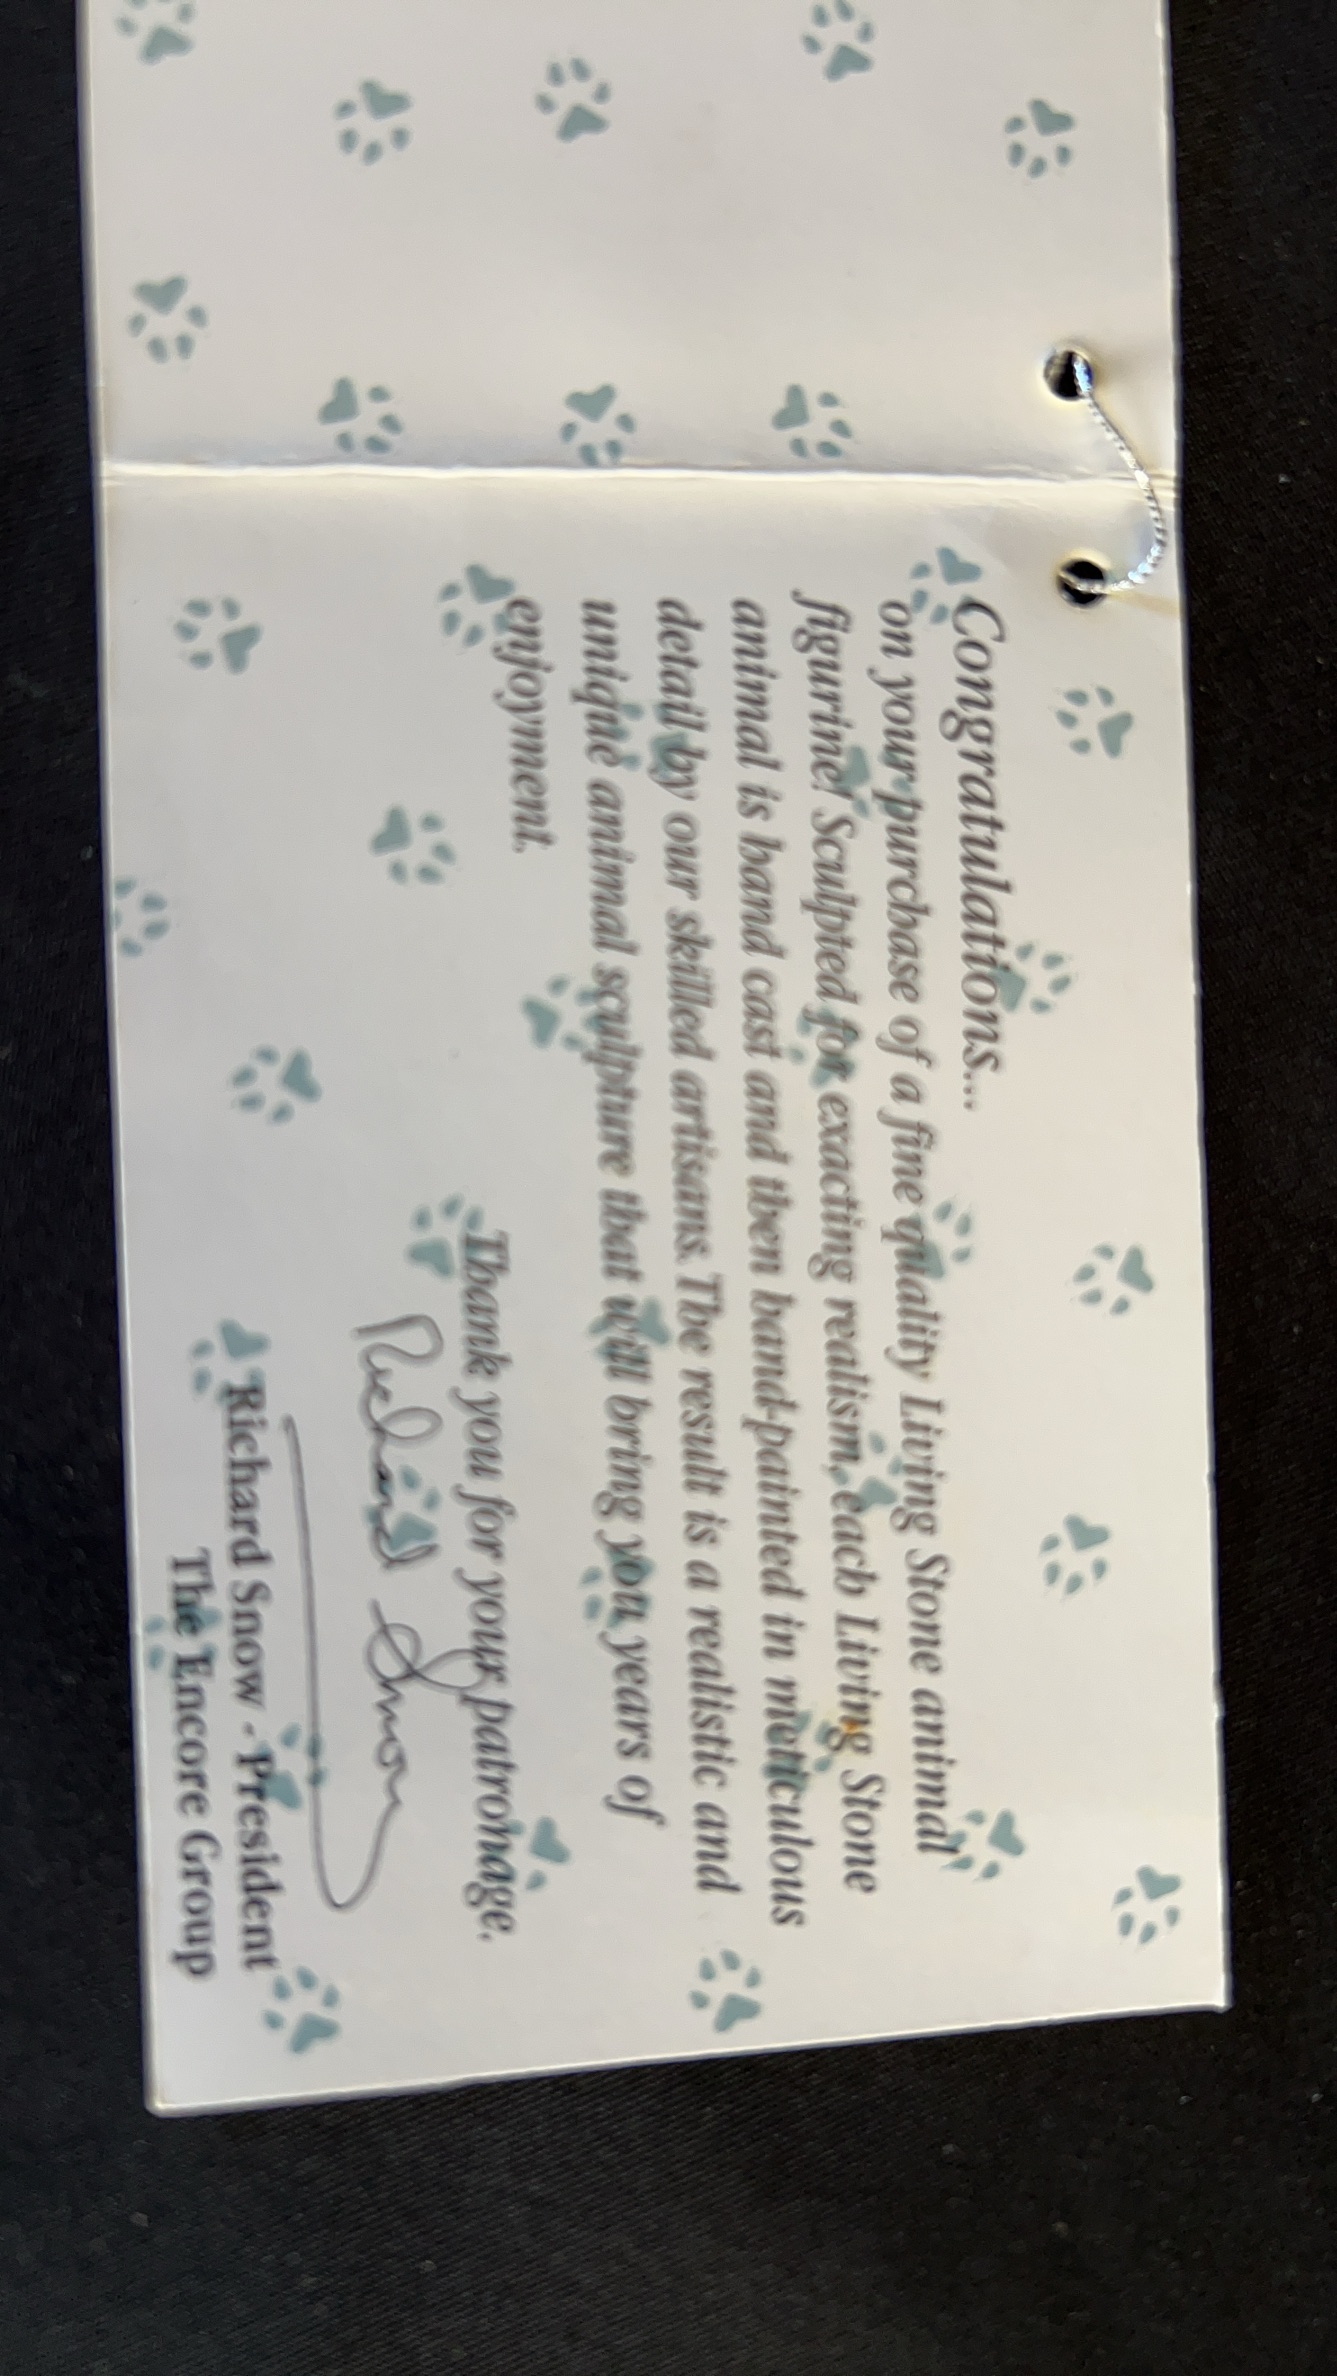 Congratulations...
on your purchase of a fine quality Living Stone animal
figurine! Sculpted for exacting realism, each Living Stone
animal is hand cast and then hand-painted in meticulous
detail by our skilled artisans. The result is a realistic and
unique animal sculpture that will bring you years of
enjoyment.
Thank you for your patronage.
Richard Snow
Richard Snow - President
The Encore Group